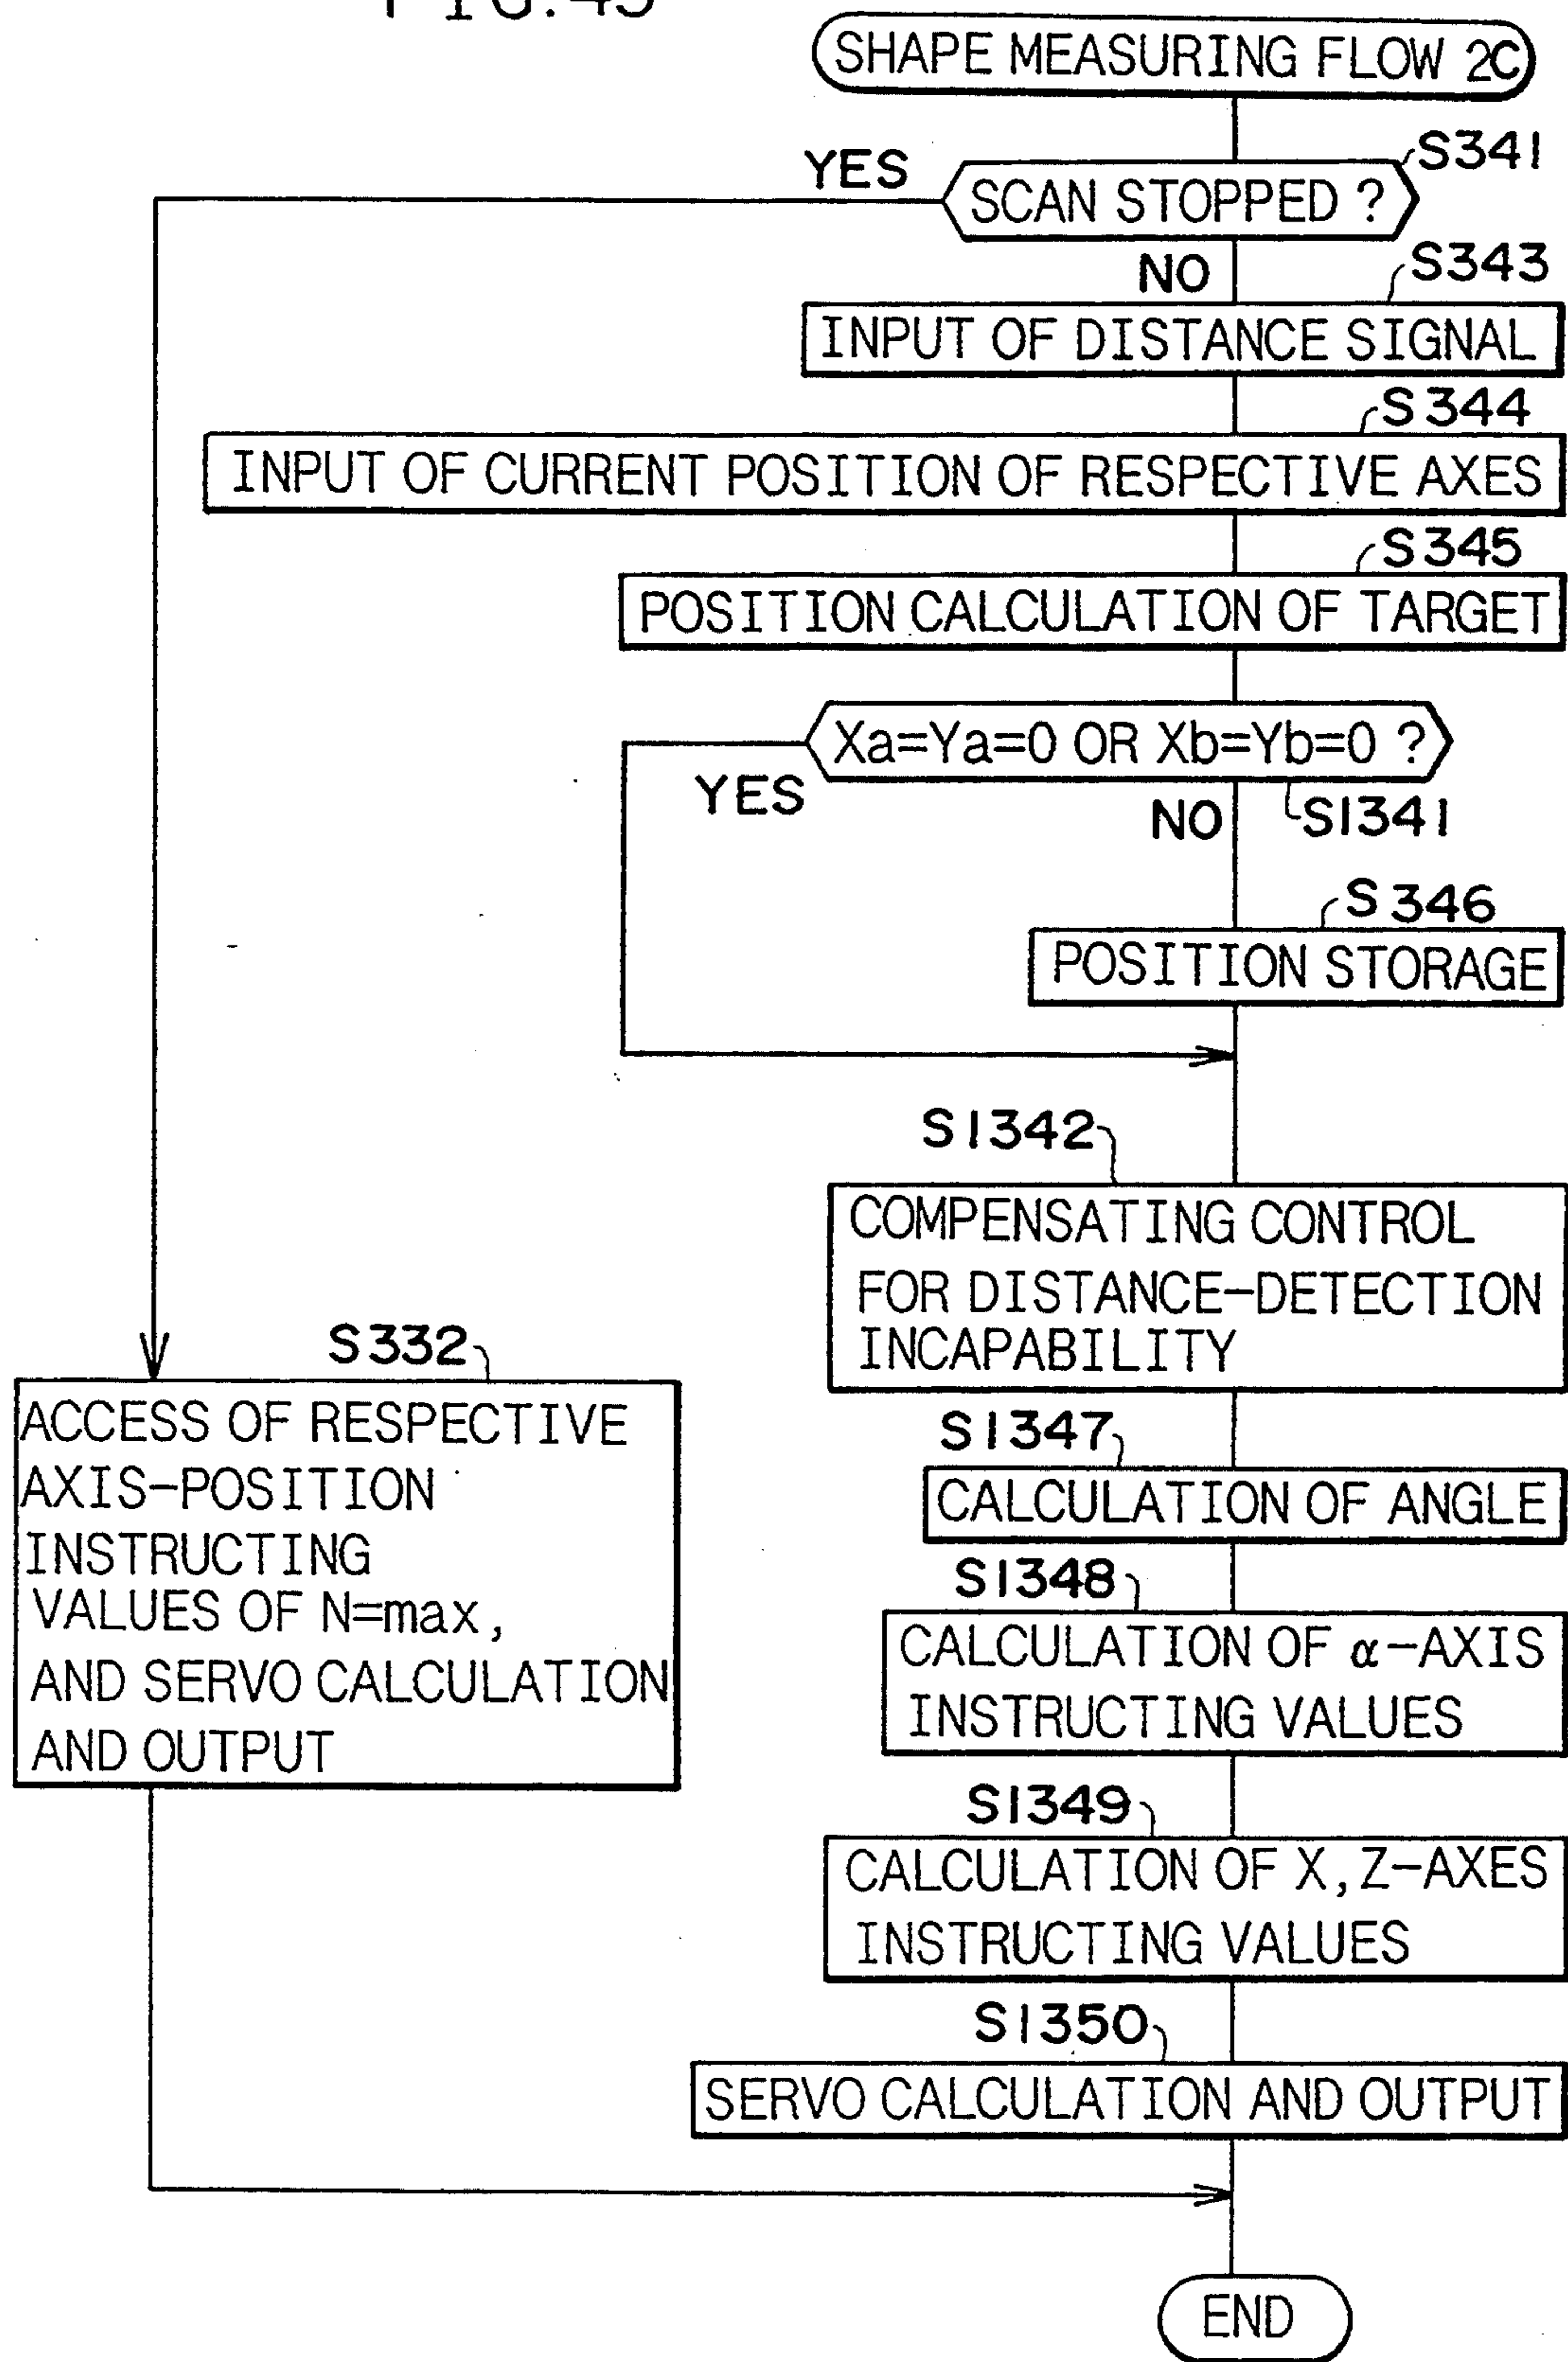 FIG.45
SHAPE MEASURING FLOW 2C
S341
YES
SCAN STOPPED ?
NO
S343
INPUT OF DISTANCE SIGNAL
S344
INPUT OF CURRENT POSITION OF RESPECTIVE AXES
S345
POSITION CALCULATION OF TARGET
Xa=Ya=0 OR Xb=Yb=0 ?
YES
NO
S1341
S346
POSITION STORAGE
S1342
COMPENSATING CONTROL
FOR DISTANCE-DETECTION
INCAPABILITY
S332
ACCESS OF RESPECTIVE
AXIS-POSITION
INSTRUCTING
VALUES OF N=max,
AND SERVO CALCULATION
AND OUTPUT
S1347
CALCULATION OF ANGLE
S1348
CALCULATION OF α-AXIS
INSTRUCTING VALUES
S1349
CALCULATION OF X,Z-AXES
INSTRUCTING VALUES
S1350
SERVO CALCULATION AND OUTPUT
END